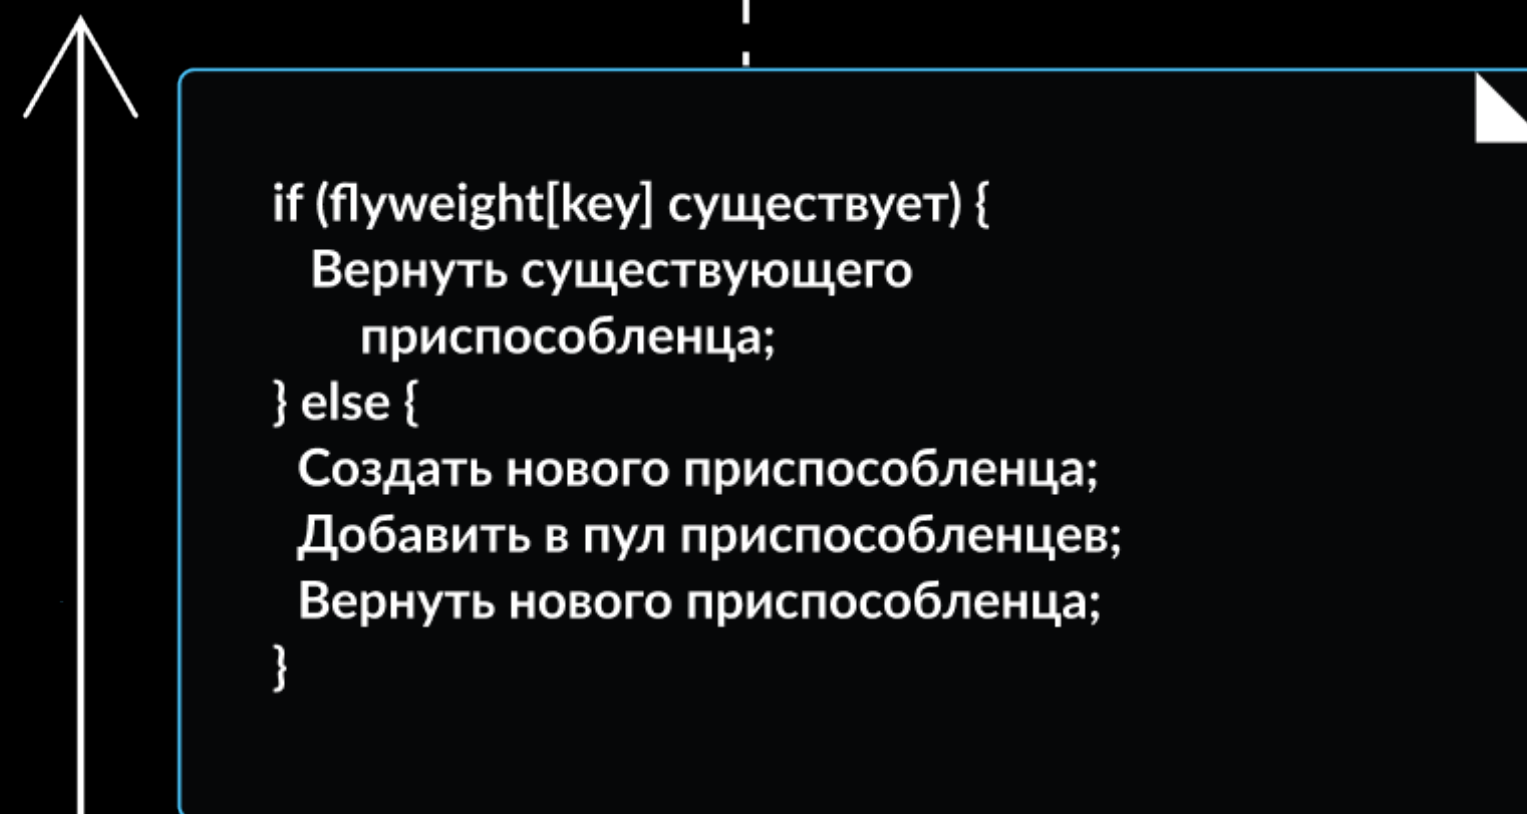 if (flyweight[key] существует) {
Вернуть существующего
приспособленца;
} else {
Создать нового приспособленца;
Добавить в пул приспособленцев;
Вернуть нового приспособленца;
}